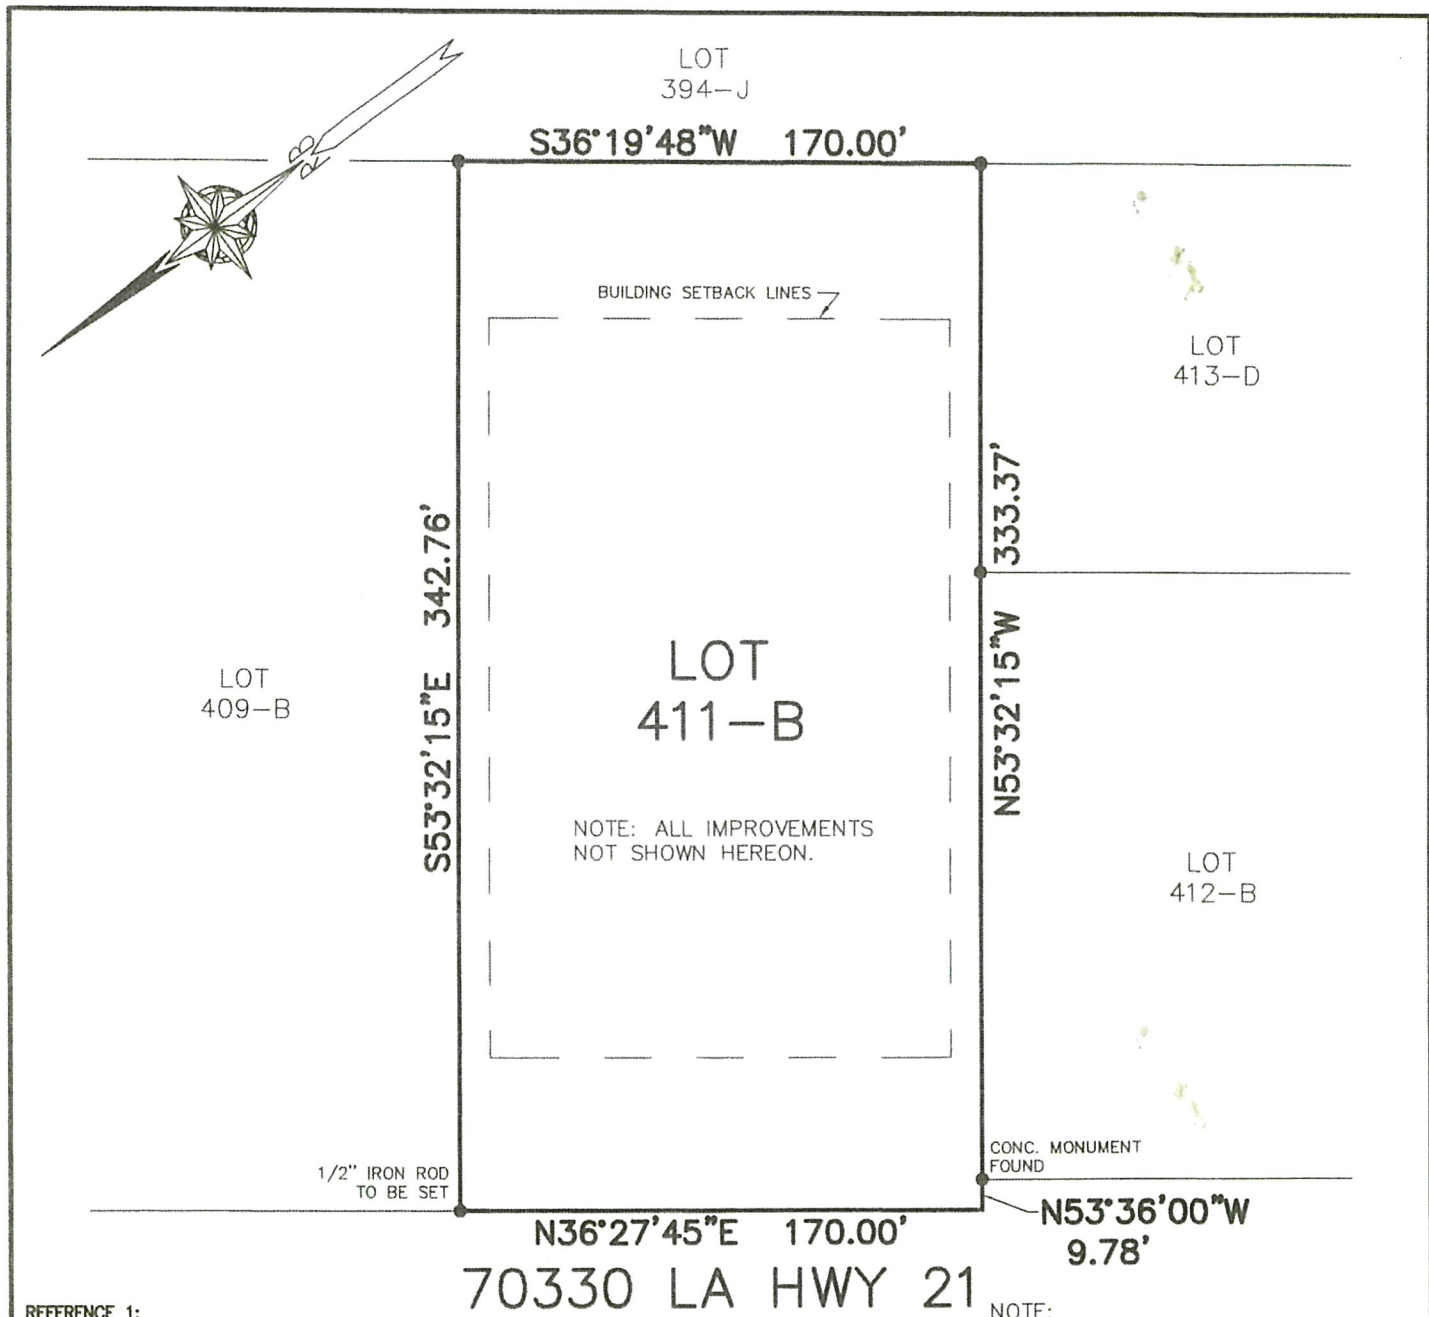 LOT
394-J
S36°19'48"W 170.00'
RB
BUILDING SETBACK LINES
LOT
413-D
333.37'
N53°32'15"W
S53°32'15"E 342.76'
LOT
409-B
LOT
411-B
NOTE: ALL IMPROVEMENTS
NOT SHOWN HEREON.
LOT
412-B
CONC. MONUMENT
FOUND
1/2" IRON ROD
TO BE SET
N53°36'00"W
9.78'
N36°27'45"E 170.00'
70330 LA HWY 21
REFERENCE 1:
NOTE: